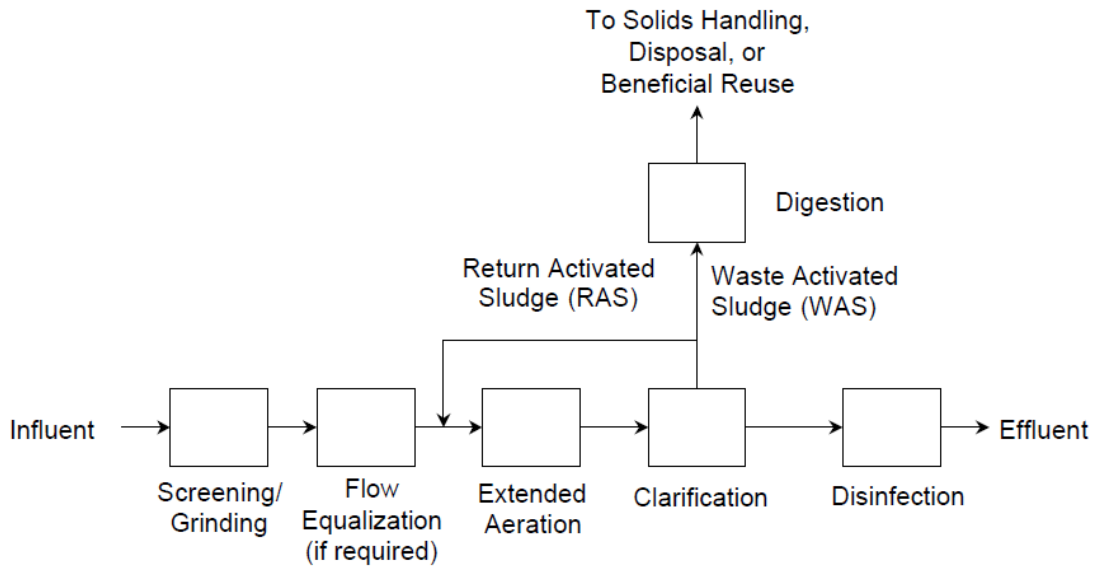 To Solids Handling,
Disposal, or
Beneficial Reuse
Digestion
Return Activated
Sludge (RAS)
Waste Activated
Sludge (WAS)
Influent
Effluent
Screening/
Grinding
Flow
Equalization
(if required)
Extended
Aeration
Clarification
Disinfection